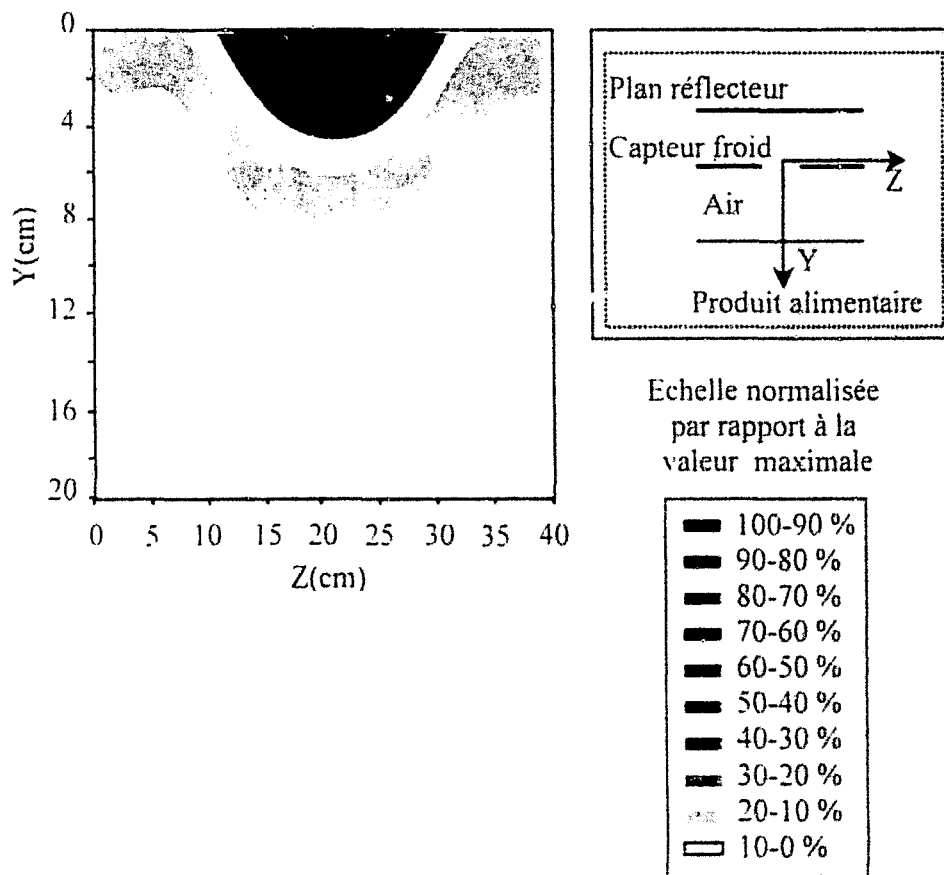 0
4
8
12
16
20
Y(cm)
0 5 10 15 20 25 30 35 40
Z(cm)
Plan réflecteur
Capteur froid
Z
Air
Y
Produit alimentaire
Echelle normalisée
par rapport à la
valeur maximale
100-90 %
90-80 %
80-70 %
70-60 %
60-50 %
50-40 %
40-30 %
30-20 %
20-10 %
10-0 %